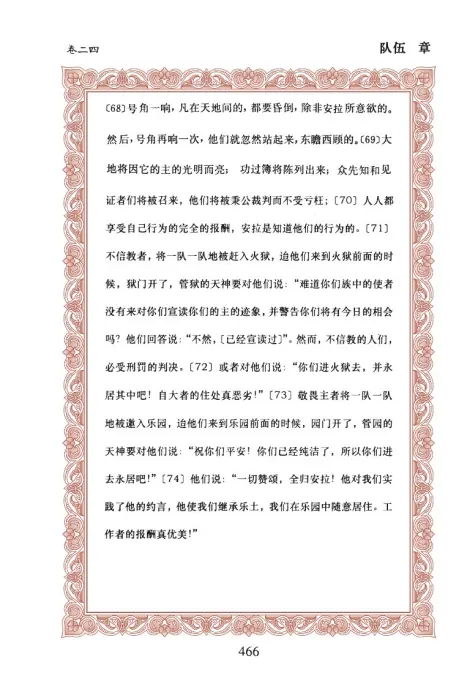 卷二四
队伍 章
〔68〕号角一响，凡在天地间的，都要昏倒，除非安拉所意欲的。
然后，号角再响一次，他们就忽然站起来，东瞻西顾的。〔69〕大
地将因它的主的光明而亮； 功过簿将陈列出来；众先知和见
证者们将被召来，他们将被秉公裁判而不受亏枉；〔70〕人人都
享受自己行为的完全的报酬，安拉是知道他们的行为的。〔71〕
不信教者，将一队一队地被赶入火狱，迨他们来到火狱前面的时
候，狱门开了，管狱的天神要对他们说：“难道你们族中的使者
没有来对你们宣读你们的主的迹象，并警告你们将有今日的相会
吗？他们回答说：“不然，〔已经宣读过〕”。然而，不信教的人们，
必受刑罚的判决。〔72〕或者对他们说：“你们进火狱去，并永
居其中吧！自大者的住处真恶劣！”〔73〕敬畏主者将一队一队
地被邀入乐园，迨他们来到乐园前面的时候，园门开了，管园的
天神要对他们说：“祝你们平安！你们已经纯洁了，所以你们进
去永居吧！”〔74〕他们说：“一切赞颂，全归安拉！他对我们实
践了他的约言，他使我们继承乐土，我们在乐园中随意居住。工
作者的报酬真优美！”
466